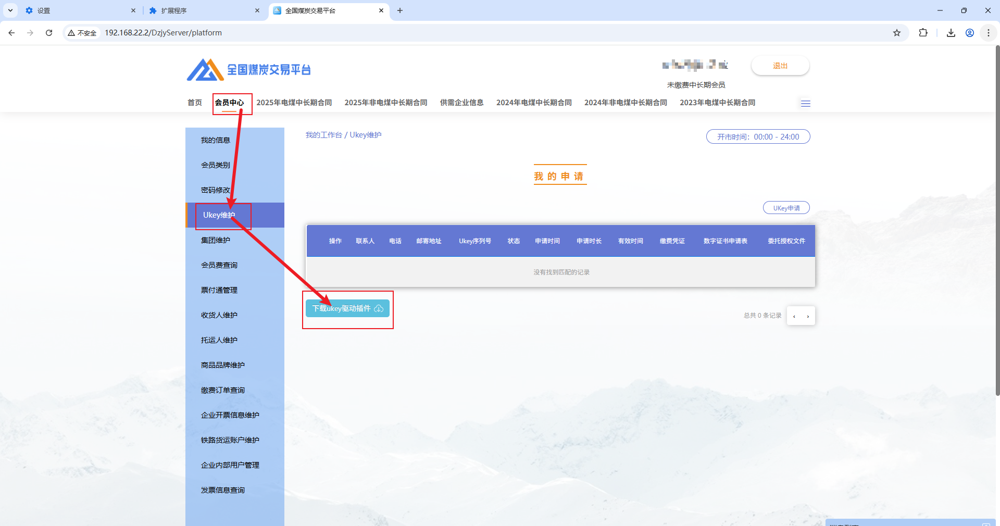 设置
扩展程序
全国煤炭交易平台
不安全
192.168.22.2/DzjyServer/platform
全国煤炭交易平台
退出
未缴费中长期会员
首页
会员中心
2025年电煤中长期合同
2025年非电煤中长期合同
供需企业信息
2024年电煤中长期合同
2024年非电煤中长期合同
2023年电煤中长期合同
我的信息
会员类别
密码修改
Ukey维护
集团维护
会员费查询
票付通管理
收货人维护
托运人维护
商品品牌维护
缴费订单查询
企业开票信息维护
铁路货运账户维护
企业内部用户管理
发票信息查询
我的工作台 / Ukey维护
开市时间：00:00 - 24:00
我的申请
UKey申请
操作 联系人 电话 邮寄地址 Ukey序列号 状态 申请时间 申请时长 有效时间 缴费凭证 数字证书申请表 委托授权文件
没有找到匹配的记录
下载ukey驱动插件
总共 0 条记录
‹ ›